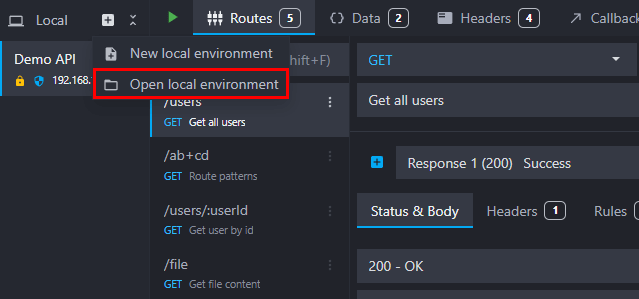 Local
Routes 5
Data 2
Headers 4
Callback
New local environment
Open local environment
Demo API
192.168.
hift+F)
GET
/users
GET Get all users
Get all users
/ab+cd
GET Route patterns
Response 1 (200) Success
/users/:userId
GET Get user by id
Status & Body
Headers 1
Rules
/file
GET Get file content
200 - OK